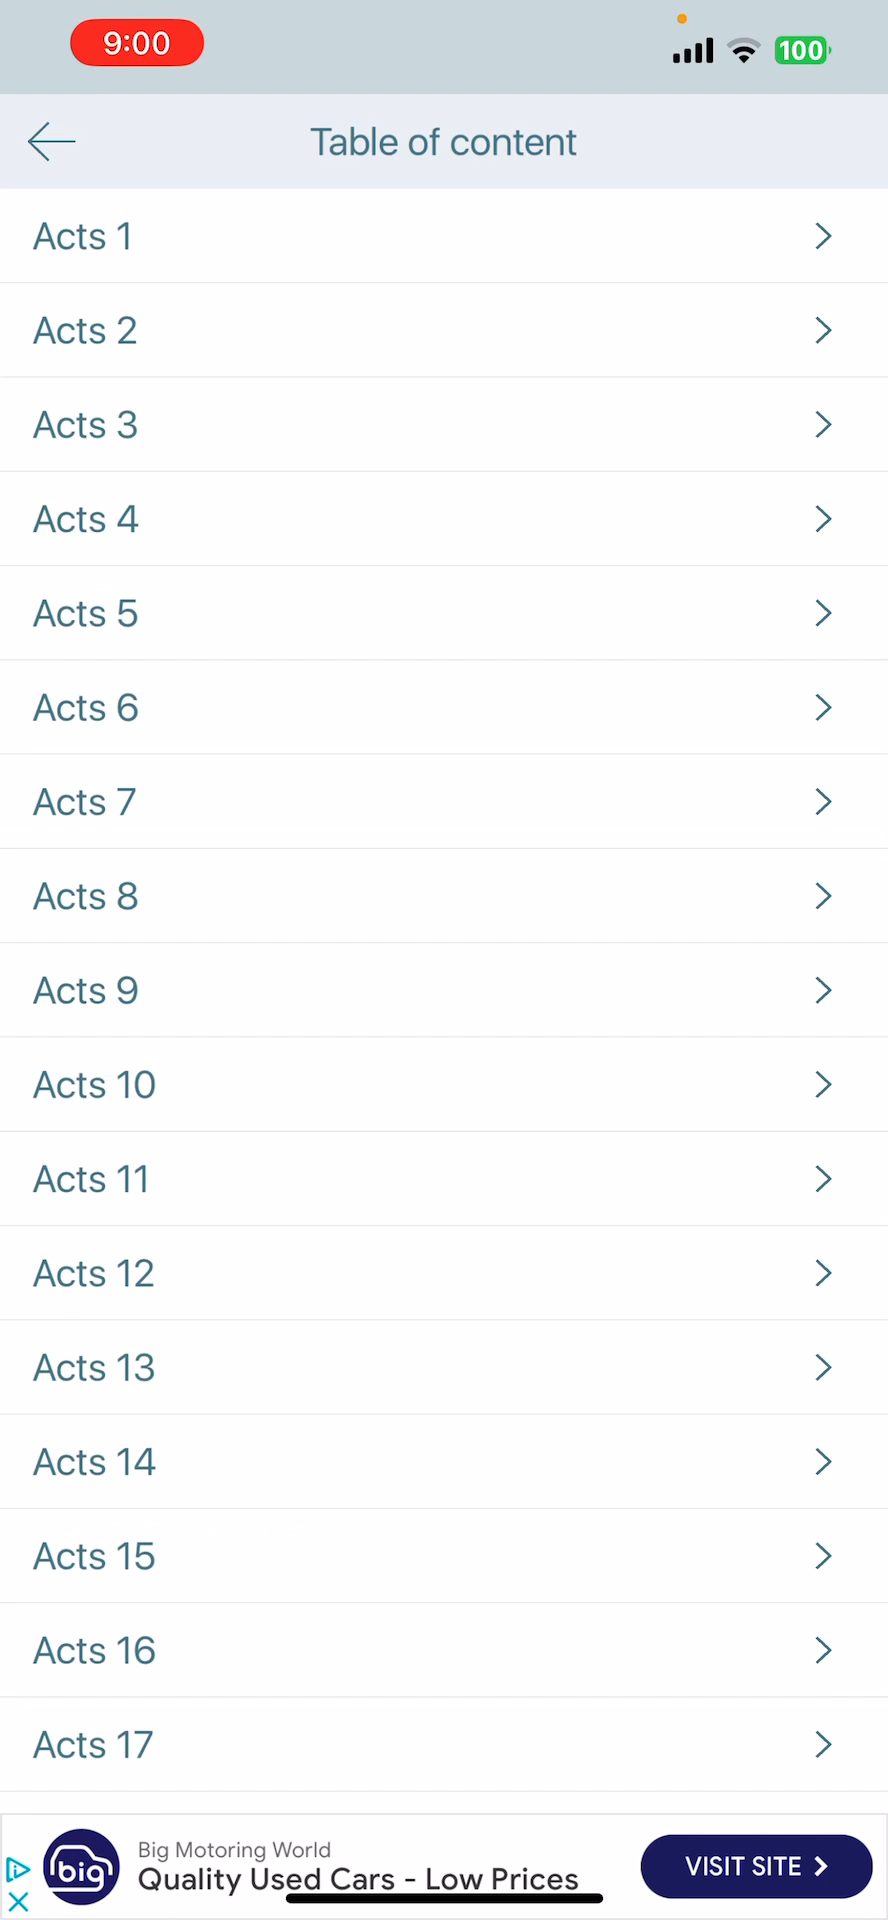 9:00
100
Table of content
Acts 1
Acts 2
Acts 3
Acts 4
Acts 5
Acts 6
Acts 7
Acts 8
Acts 9
Acts 10
Acts 11
Acts 12
Acts 13
Acts 14
Acts 15
Acts 16
Acts 17
big
Big Motoring World
Quality Used Cars - Low Prices
VISIT SITE